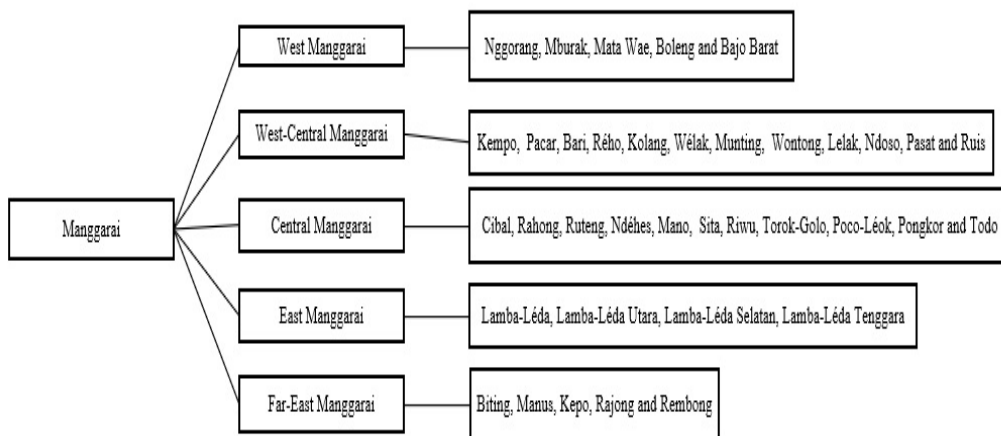 Manggarai
West Manggarai
Nggorang, Mburak, Mata Wae, Boleng and Bajo Barat
West-Central Manggarai
Kempo, Pacar, Bari, Rého, Kolang, Wélak, Munting, Wontong, Lelak, Ndoso, Pasat and Ruis
Central Manggarai
Cibal, Rahong, Ruteng, Ndéhes, Mano, Sita, Riwu, Torok-Golo, Poco-Léok, Pongkor and Todo
East Manggarai
Lamba-Léda, Lamba-Léda Utara, Lamba-Léda Selatan, Lamba-Léda Tenggara
Far-East Manggarai
Biting, Manus, Kepo, Rajong and Rembong